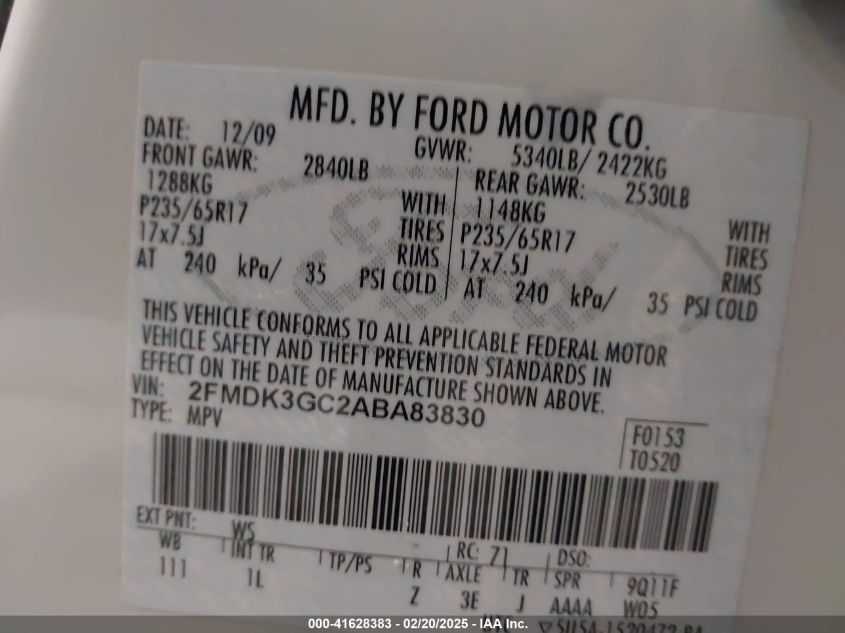 MFD. BY FORD MOTOR CO.
DATE: 12/09 GVWR: 5340LB/ 2422KG
FRONT GAWR: 2840LB REAR GAWR: 2530LB
1288KG WITH 1148KG WITH
P235/65R17 TIRES P235/65R17 TIRES
17x7.5J RIMS 17x7.5J RIMS
AT 240 kPa/ 35 PSI COLD AT 240 kPa/ 35 PSI COLD
THIS VEHICLE CONFORMS TO ALL APPLICABLE FEDERAL MOTOR
VEHICLE SAFETY AND THEFT PREVENTION STANDARDS IN
EFFECT ON THE DATE OF MANUFACTURE SHOWN ABOVE.
VIN: 2FMDK3GC2ABA83830
TYPE: MPV
F0153
T0520
EXT PNT: WS RC: 71 DSO:
WB INT TR TP/PS R AXLE TR SPR 9Q11F
111 1L Z 3E J AAAA W05
000-41628383 - 02/20/2025 - IAAI Inc.